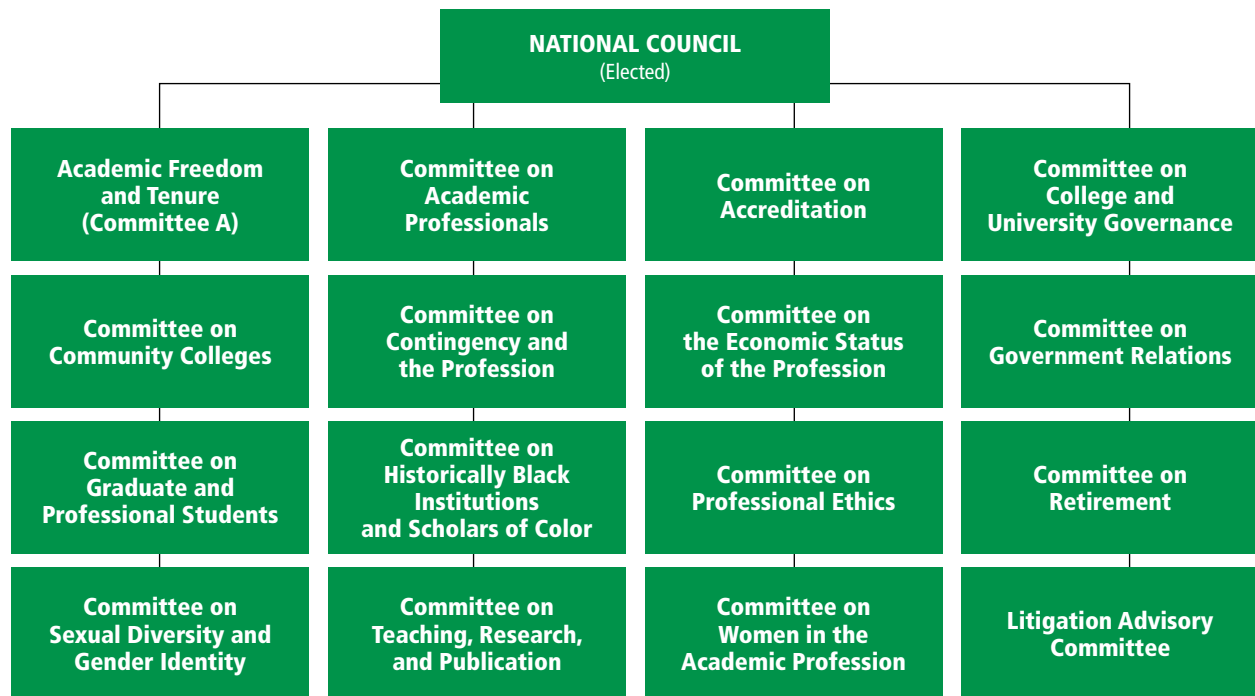 NATIONAL COUNCIL
(Elected)
Academic Freedom
and Tenure
(Committee A)
Committee on
Academic
Professionals
Committee on
Accreditation
Committee on
College and
University Governance
Committee on
Community Colleges
Committee on
Contingency and
the Profession
Committee on
the Economic Status
of the Profession
Committee on
Government Relations
Committee on
Graduate and
Professional Students
Committee on
Historically Black
Institutions
and Scholars of Color
Committee on
Professional Ethics
Committee on
Retirement
Committee on
Sexual Diversity and
Gender Identity
Committee on
Teaching, Research,
and Publication
Committee on
Women in the
Academic Profession
Litigation Advisory
Committee